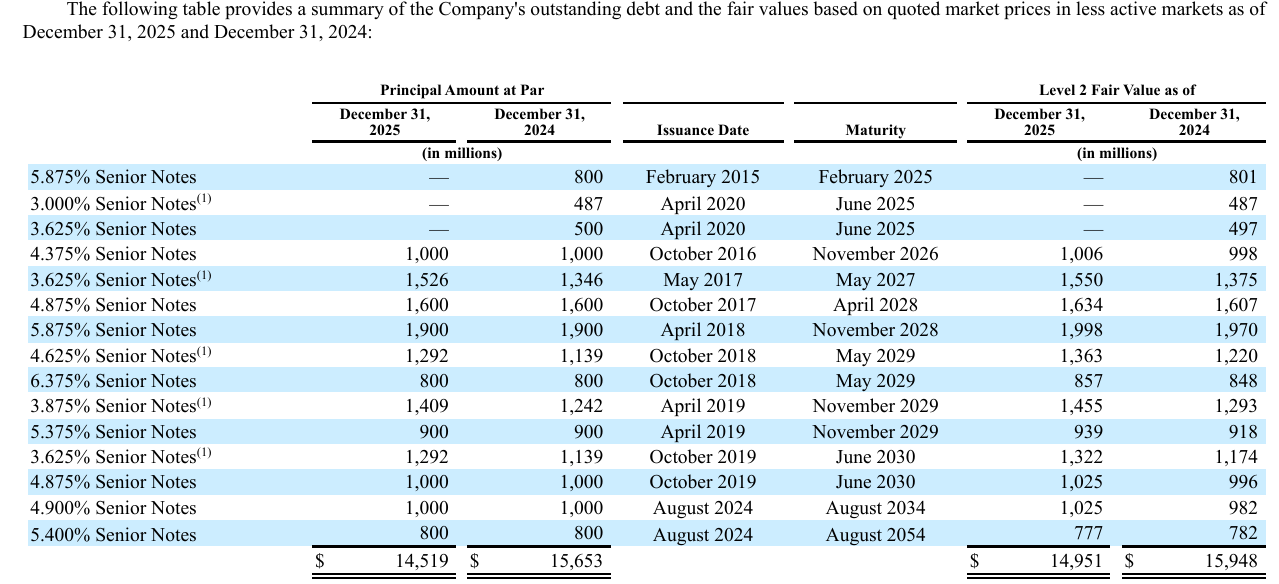 The following table provides a summary of the Company's outstanding debt and the fair values based on quoted market prices in less active markets as of
December 31, 2025 and December 31, 2024:
Principal Amount at Par Level 2 Fair Value as of
December 31, 2025 December 31, 2024 Issuance Date Maturity December 31, 2025 December 31, 2024
(in millions) (in millions)
5.875% Senior Notes — 800 February 2015 February 2025 — 801
3.000% Senior Notes(1) — 487 April 2020 June 2025 — 487
3.625% Senior Notes — 500 April 2020 June 2025 — 497
4.375% Senior Notes 1,000 1,000 October 2016 November 2026 1,006 998
3.625% Senior Notes(1) 1,526 1,346 May 2017 May 2027 1,550 1,375
4.875% Senior Notes 1,600 1,600 October 2017 April 2028 1,634 1,607
5.875% Senior Notes 1,900 1,900 April 2018 November 2028 1,998 1,970
4.625% Senior Notes(1) 1,292 1,139 October 2018 May 2029 1,363 1,220
6.375% Senior Notes 800 800 October 2018 May 2029 857 848
3.875% Senior Notes(1) 1,409 1,242 April 2019 November 2029 1,455 1,293
5.375% Senior Notes 900 900 April 2019 November 2029 939 918
3.625% Senior Notes(1) 1,292 1,139 October 2019 June 2030 1,322 1,174
4.875% Senior Notes 1,000 1,000 October 2019 June 2030 1,025 996
4.900% Senior Notes 1,000 1,000 August 2024 August 2034 1,025 982
5.400% Senior Notes 800 800 August 2024 August 2054 777 782
$ 14,519 $ 15,653 $ 14,951 $ 15,948